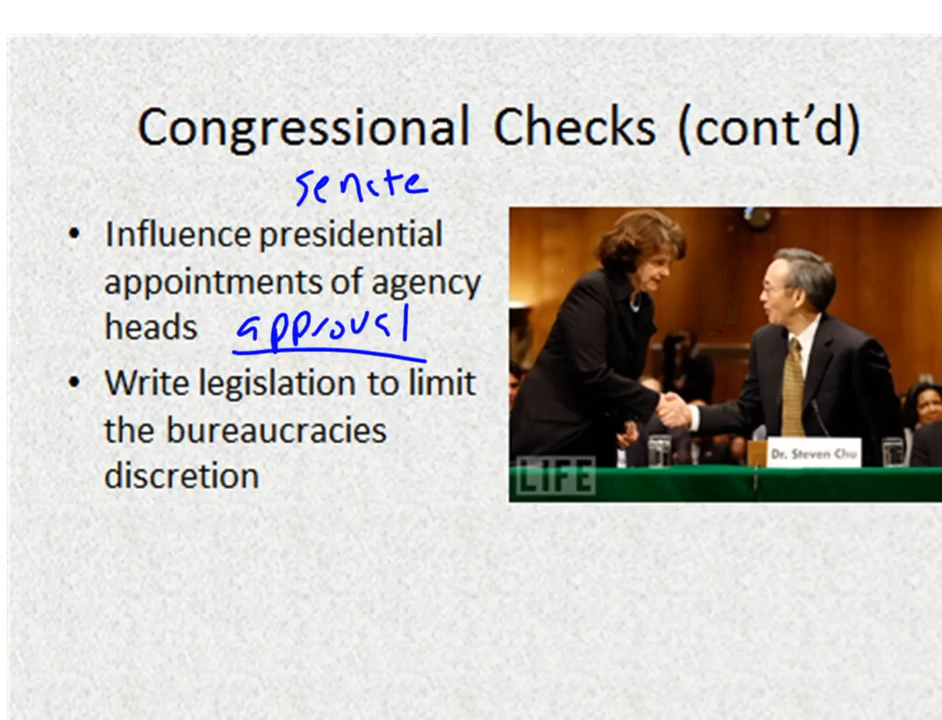 Congressional Checks (cont'd)
senate
• Influence presidential
appointments of agency
heads approval
• Write legislation to limit
the bureaucracies
discretion
Dr. Steven Chu
LIFE